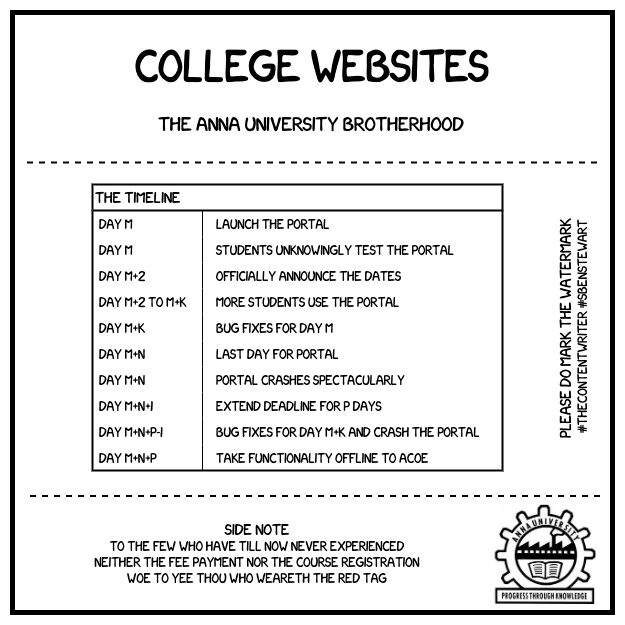 COLLEGE WEBSITES
THE ANNA UNIVERSITY BROTHERHOOD
THE TIMELINE
DAY M LAUNCH THE PORTAL
DAY M STUDENTS UNKNOWINGLY TEST THE PORTAL
DAY M+2 OFFICIALLY ANNOUNCE THE DATES
DAY M+2 TO M+K MORE STUDENTS USE THE PORTAL
DAY M+K BUG FIXES FOR DAY M
DAY M+N LAST DAY FOR PORTAL
DAY M+N PORTAL CRASHES SPECTACULARLY
DAY M+N+1 EXTEND DEADLINE FOR P DAYS
DAY M+N+P-1 BUG FIXES FOR DAY M+K AND CRASH THE PORTAL
DAY M+N+P TAKE FUNCTIONALITY OFFLINE TO ACOE
PLEASE DO MARK THE WATERMARK
#THECONTENTWRITER #SBENSTEWART
SIDE NOTE
TO THE FEW WHO HAVE TILL NOW NEVER EXPERIENCED
NEITHER THE FEE PAYMENT NOR THE COURSE REGISTRATION
WOE TO YEE THOU WHO WEARETH THE RED TAG
ANNA UNIVERSITY
PROGRESS THROUGH KNOWLEDGE